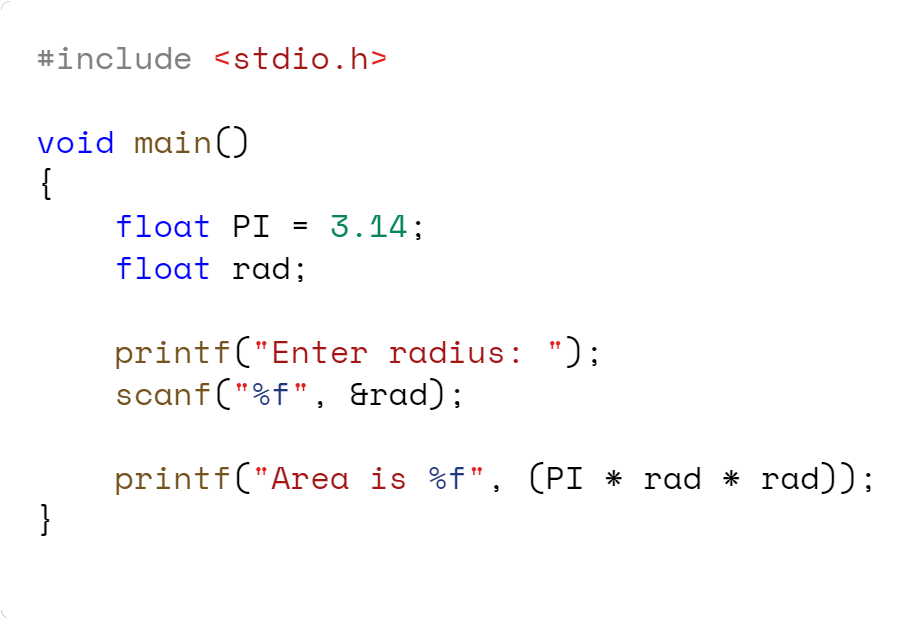 #include <stdio.h>

void main()
{
    float PI = 3.14;
    float rad;

    printf("Enter radius: ");
    scanf("%f", &rad);

    printf("Area is %f", (PI * rad * rad));
}